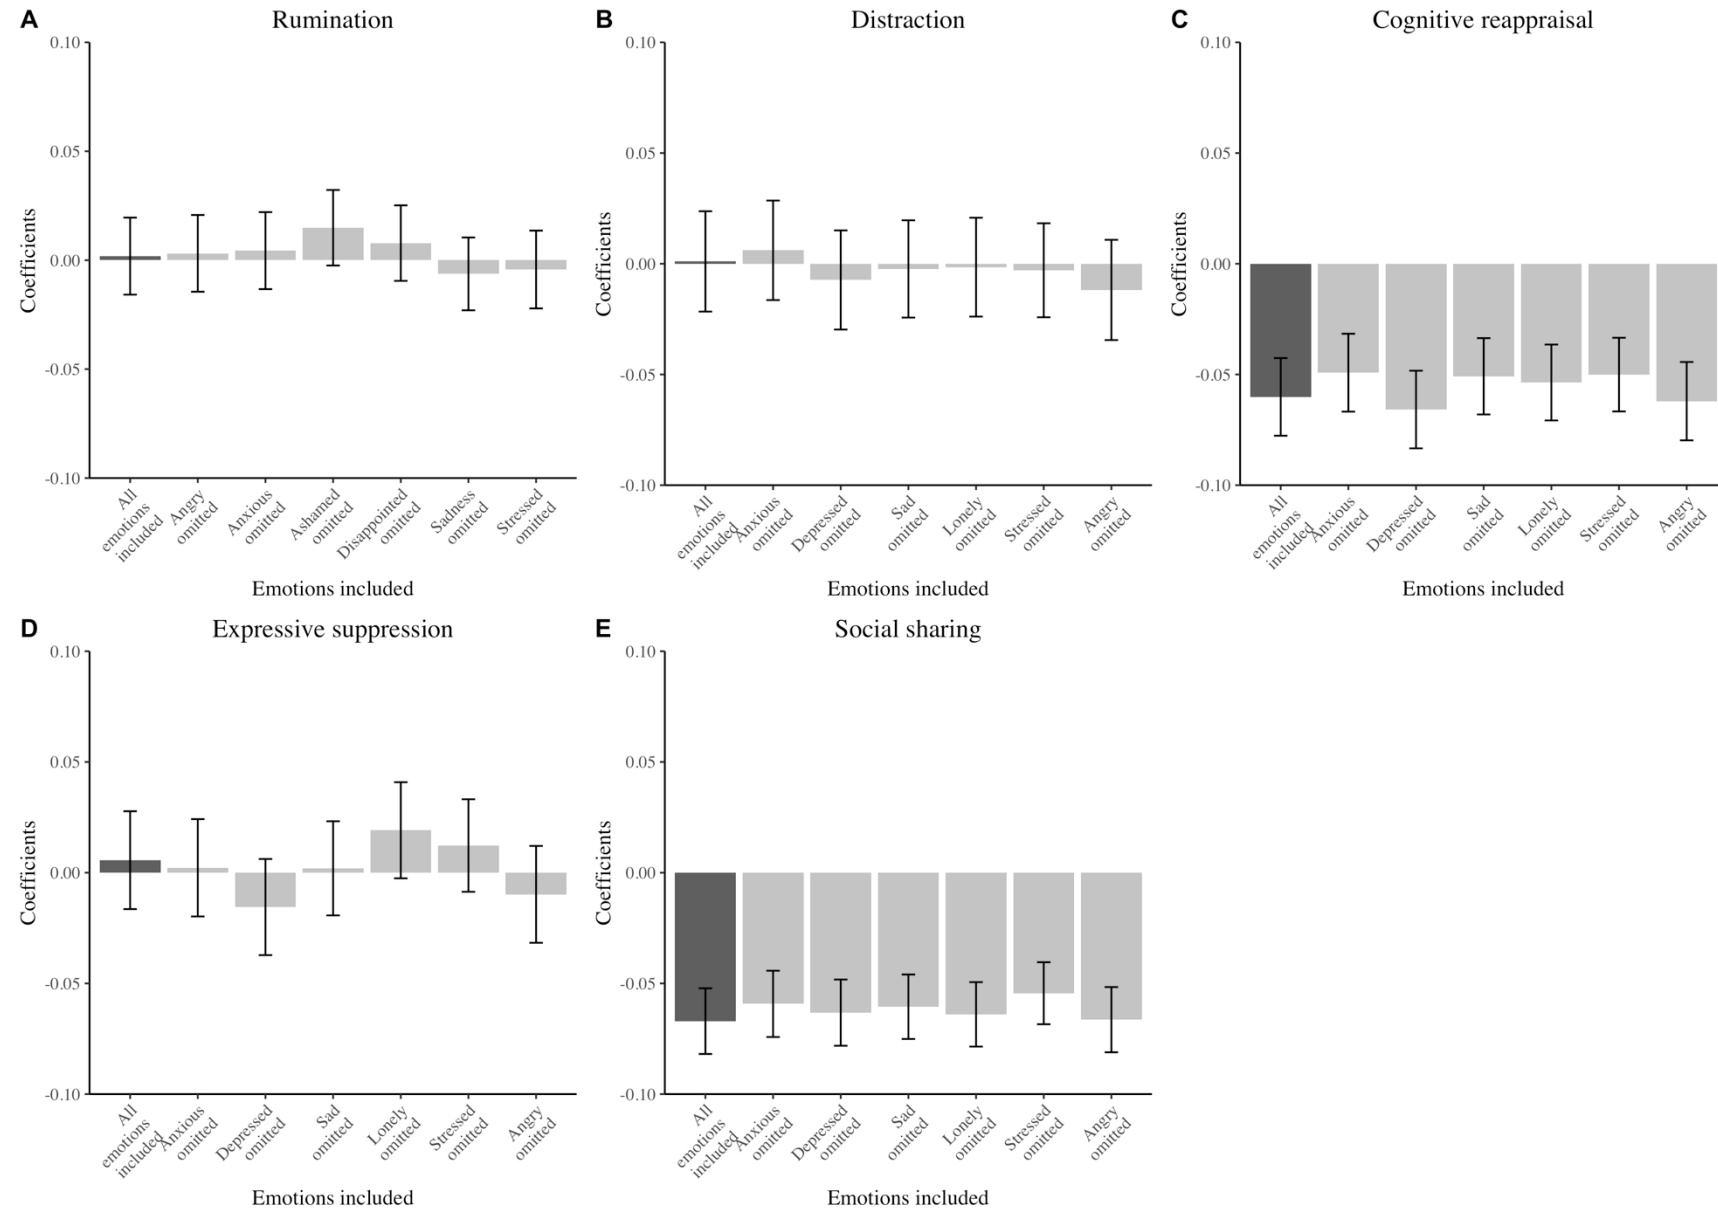 A Rumination
0.10
0.05
0.00
-0.05
-0.10
Coefficients
All
emotions
included
Angry
omitted
Anxious
omitted
Ashamed
omitted
Disappointed
omitted
Sadness
omitted
Stressed
omitted
Emotions included
B Distraction
0.10
0.05
0.00
-0.05
-0.10
Coefficients
All
emotions
included
Anxious
omitted
Depressed
omitted
Sad
omitted
Lonely
omitted
Stressed
omitted
Angry
omitted
Emotions included
C Cognitive reappraisal
0.10
0.05
0.00
-0.05
-0.10
Coefficients
All
emotions
included
Anxious
omitted
Depressed
omitted
Sad
omitted
Lonely
omitted
Stressed
omitted
Angry
omitted
Emotions included
D Expressive suppression
0.10
0.05
0.00
-0.05
-0.10
Coefficients
All
emotions
included
Anxious
omitted
Depressed
omitted
Sad
omitted
Lonely
omitted
Stressed
omitted
Angry
omitted
Emotions included
E Social sharing
0.10
0.05
0.00
-0.05
-0.10
Coefficients
All
emotions
included
Anxious
omitted
Depressed
omitted
Sad
omitted
Lonely
omitted
Stressed
omitted
Angry
omitted
Emotions included